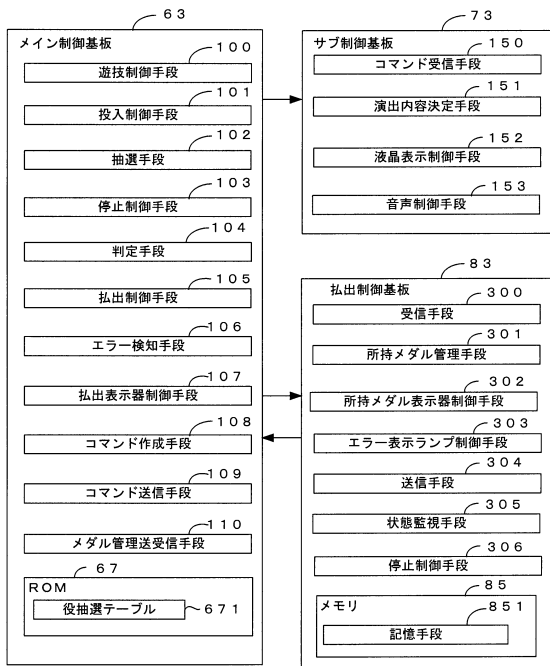 63
メイン制御基板
100
遊技制御手段
101
投入制御手段
102
抽選手段
103
停止制御手段
104
判定手段
105
払出制御手段
106
エラー検知手段
107
払出表示器制御手段
108
コマンド作成手段
109
コマンド送信手段
110
メダル管理送受信手段
67
ROM
役抽選テーブル
671
73
サブ制御基板
150
コマンド受信手段
151
演出内容決定手段
152
液晶表示制御手段
153
音声制御手段
83
払出制御基板
300
受信手段
301
所持メダル管理手段
302
所持メダル表示器制御手段
303
エラー表示ランプ制御手段
304
送信手段
305
状態監視手段
306
停止制御手段
85
メモリ
851
記憶手段